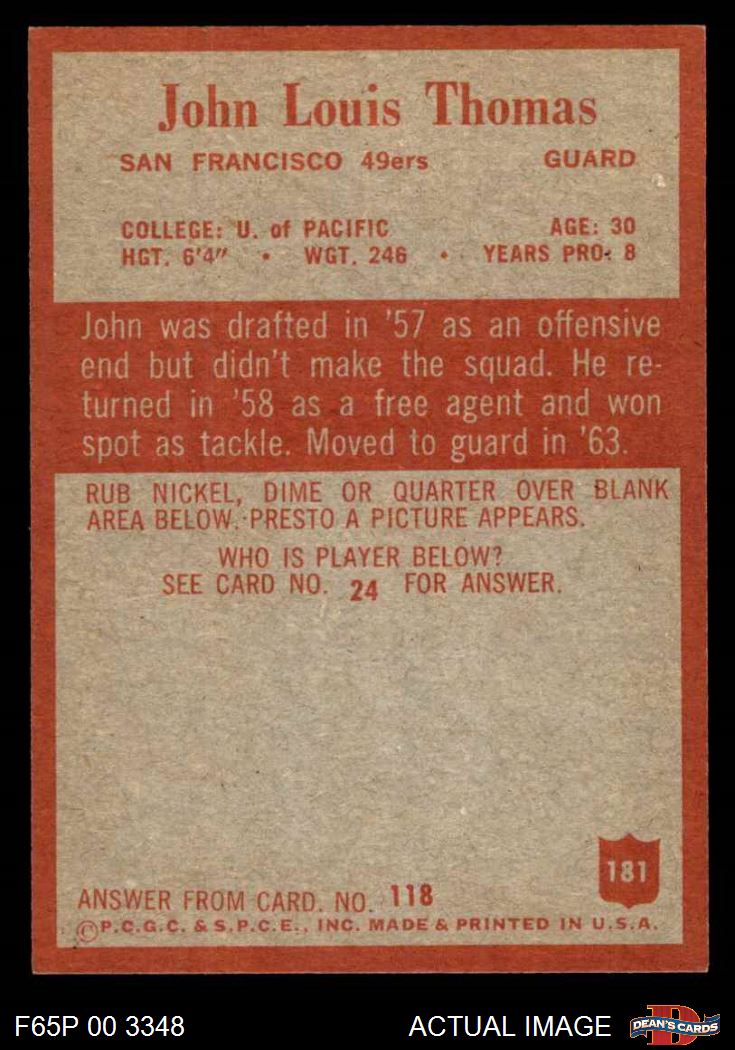 John Louis Thomas
SAN FRANCISCO 49ers GUARD
COLLEGE: U. of PACIFIC AGE: 30
HGT. 6'4" • WGT. 246 • YEARS PRO- 8
John was drafted in '57 as an offensive
end but didn't make the squad. He re-
turned in '58 as a free agent and won
spot as tackle. Moved to guard in '63.
RUB NICKEL, DIME OR QUARTER OVER BLANK
AREA BELOW. PRESTO A PICTURE APPEARS.
WHO IS PLAYER BELOW?
SEE CARD NO. 24 FOR ANSWER.
181
ANSWER FROM CARD. NO. 118
©P.C.G.C. & S.P.C.E., INC. MADE & PRINTED IN U.S.A.
F65P 00 3348 ACTUAL IMAGE
D
DEAN'S CARDS